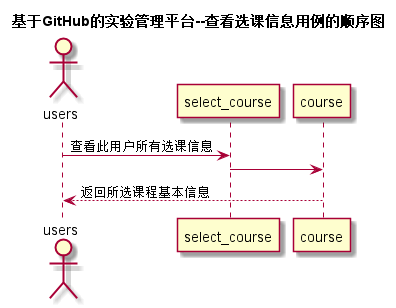 基于GitHub的实验管理平台--查看选课信息用例的顺序图
users
select_course
course
查看此用户所有选课信息
返回所选课程基本信息
users
select_course
course